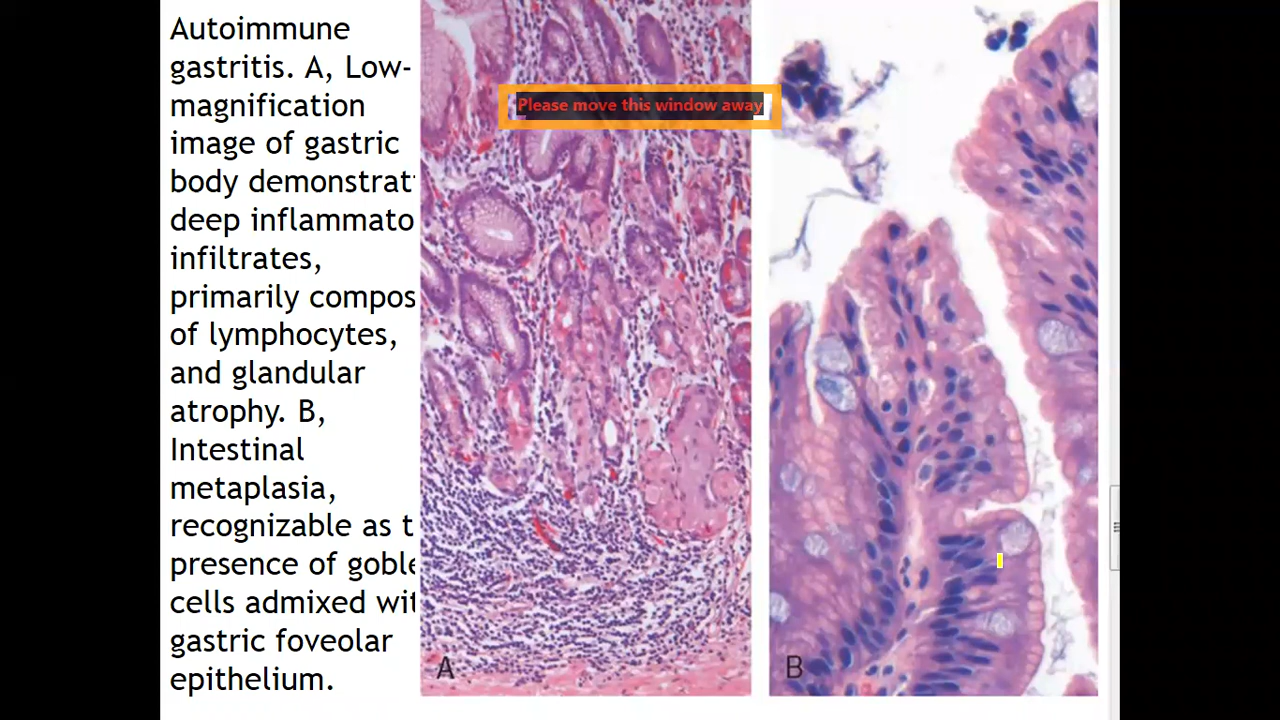 Autoimmune
gastritis. A, Low-
magnification
image of gastric
body demonstrat
deep inflammato
infiltrates,
primarily compos
of lymphocytes,
and glandular
atrophy. B,
Intestinal
metaplasia,
recognizable as t
presence of goble
cells admixed wit
gastric foveolar
epithelium.
Please move this window away
A
B